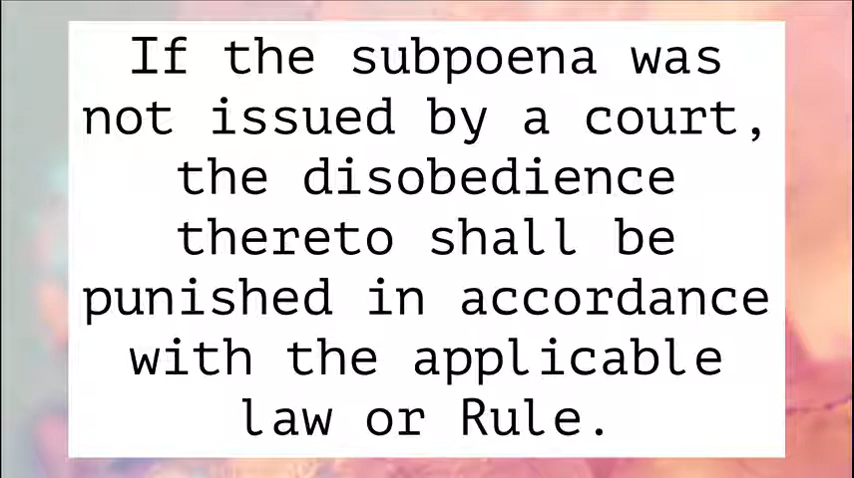 If the subpoena was
not issued by a court,
the disobedience
thereto shall be
punished in accordance
with the applicable
law or Rule.